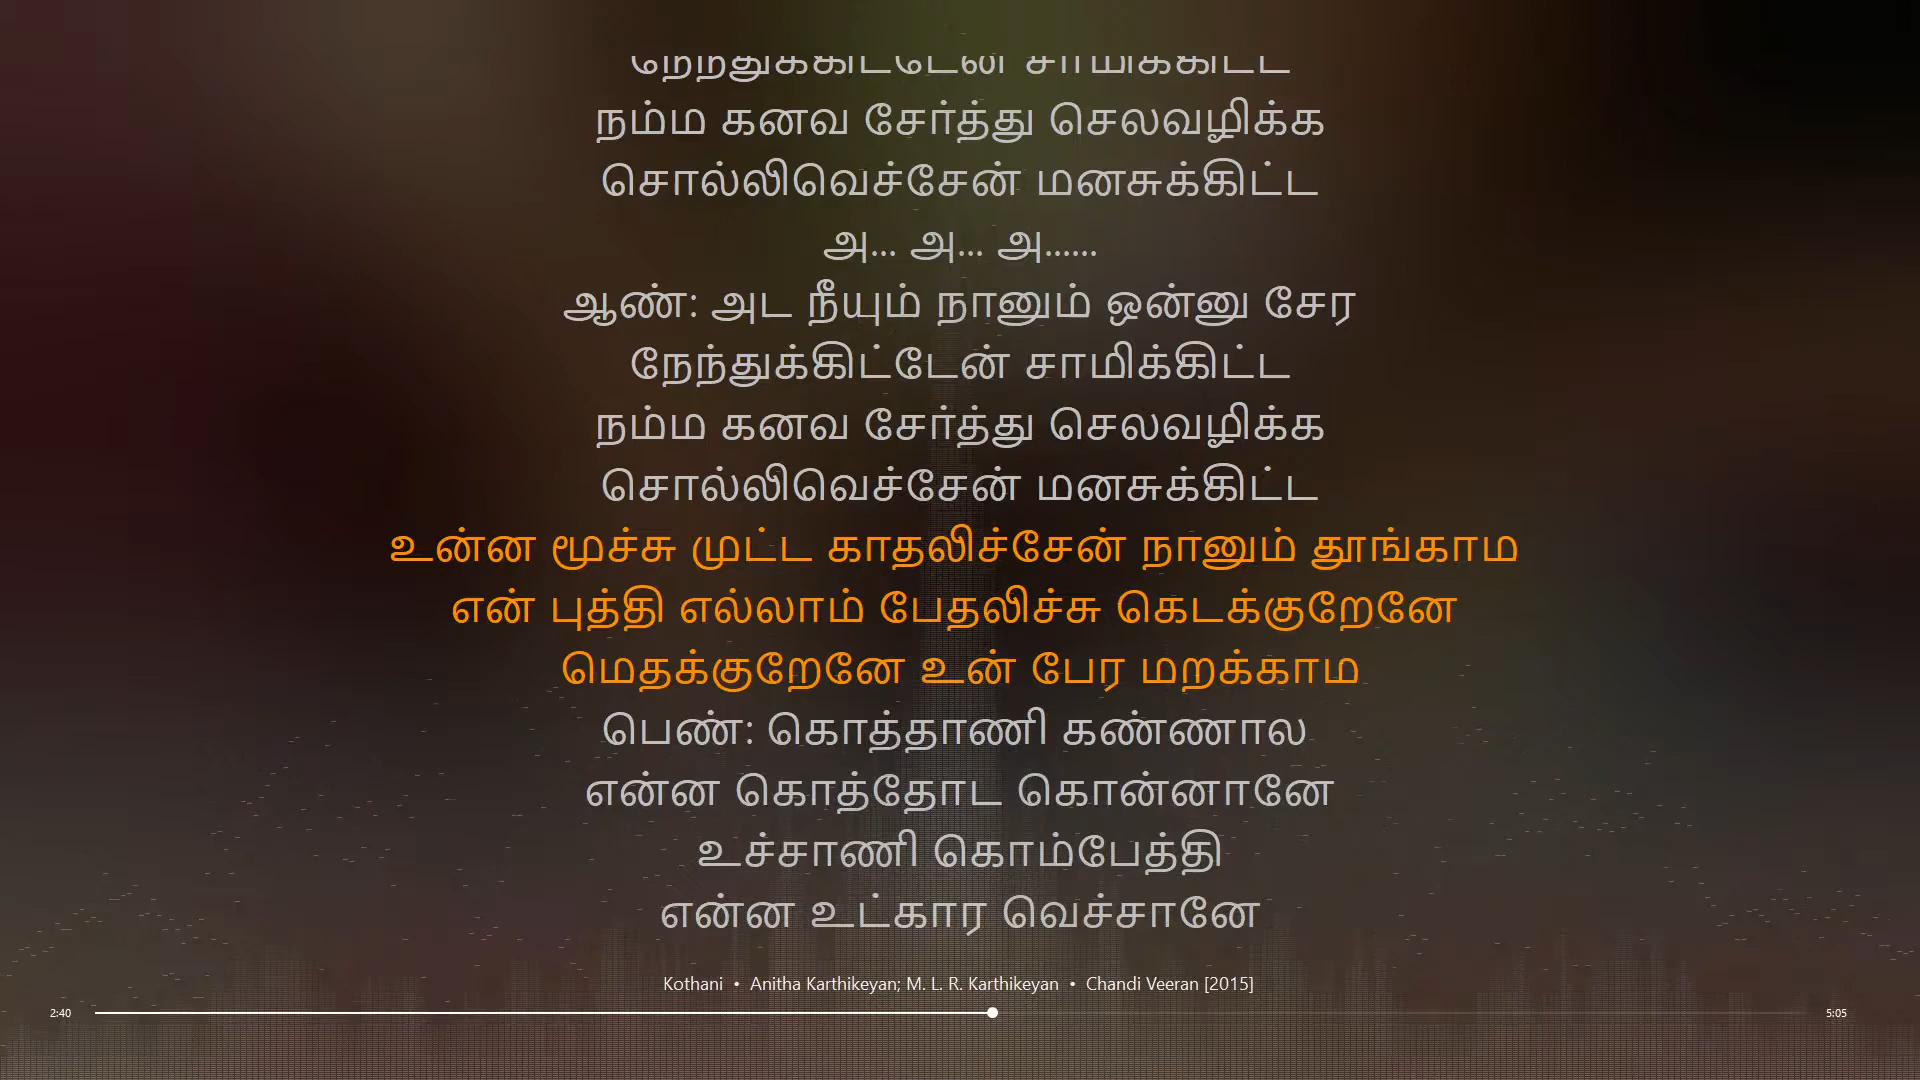 நேந்துக்கிட்டேன் சாமிக்கிட்ட
நம்ம கனவ சேர்த்து செலவழிக்க
சொல்லிவெச்சேன் மனசுக்கிட்ட
அ... அ... அ......
ஆண்: அட நீயும் நானும் ஒன்னு சேர
நேந்துக்கிட்டேன் சாமிக்கிட்ட
நம்ம கனவ சேர்த்து செலவழிக்க
சொல்லிவெச்சேன் மனசுக்கிட்ட
உன்ன மூச்சு முட்ட காதலிச்சேன் நானும் தூங்காம
என் புத்தி எல்லாம் பேதலிச்சு கெடக்குறேனே
மெதக்குறேனே உன் பேர மறக்காம
பெண்: கொத்தாணி கண்ணால
என்ன கொத்தோட கொன்னானே
உச்சாணி கொம்பேத்தி
என்ன உட்கார வெச்சானே
Kothani • Anitha Karthikeyan; M. L. R. Karthikeyan • Chandi Veeran [2015]
2:40 5:05